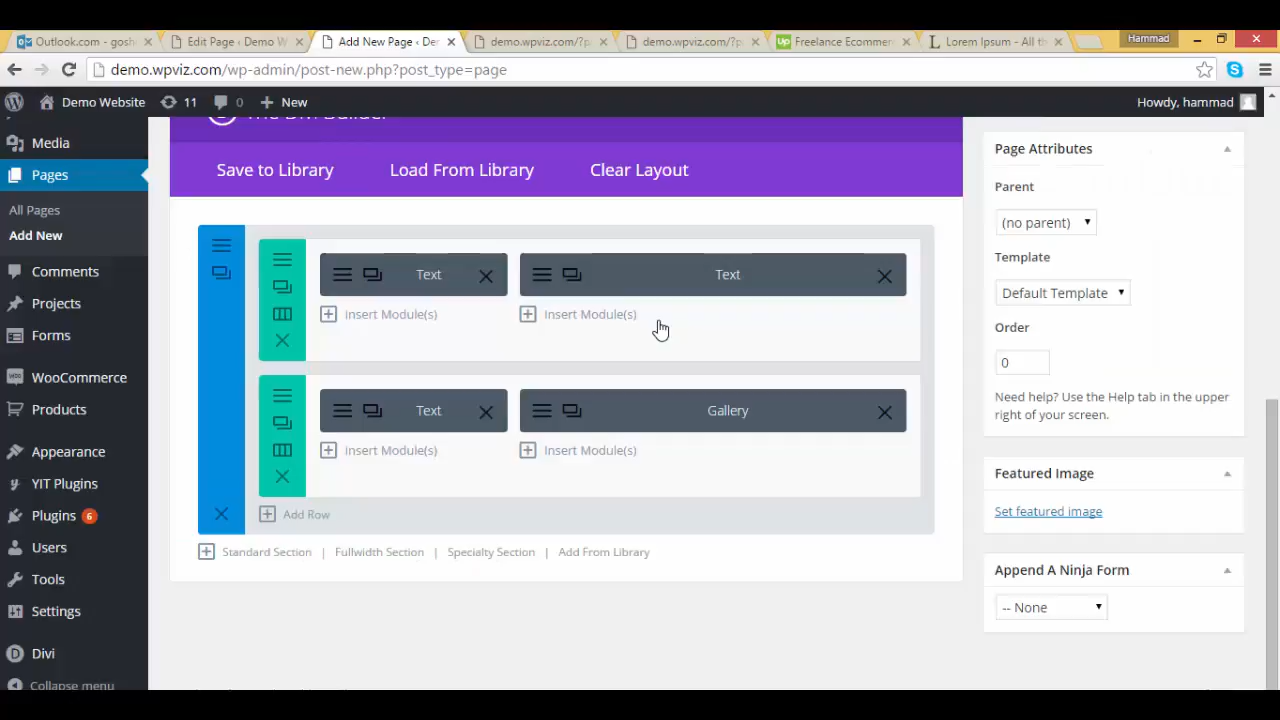 Outlook.com - gosh
Edit Page ‹ Demo W
Add New Page ‹ De
demo.wpviz.com/?p
demo.wpviz.com/?p
Up Freelance Ecommer
L Lorem Ipsum - All t
Hammad
demo.wpviz.com/wp-admin/post-new.php?post_type=page
Demo Website
11
0
New
Howdy, hammad
Media
Pages
All Pages
Add New
Comments
Projects
Forms
WooCommerce
Products
Appearance
YIT Plugins
Plugins 6
Users
Tools
Settings
Divi
Collapse menu
The Divi Builder
Save to Library
Load From Library
Clear Layout
Text
Text
Insert Module(s)
Insert Module(s)
Text
Gallery
Insert Module(s)
Insert Module(s)
Add Row
Standard Section | Fullwidth Section | Specialty Section | Add From Library
Page Attributes
Parent
(no parent)
Template
Default Template
Order
0
Need help? Use the Help tab in the upper
right of your screen.
Featured Image
Set featured image
Append A Ninja Form
-- None